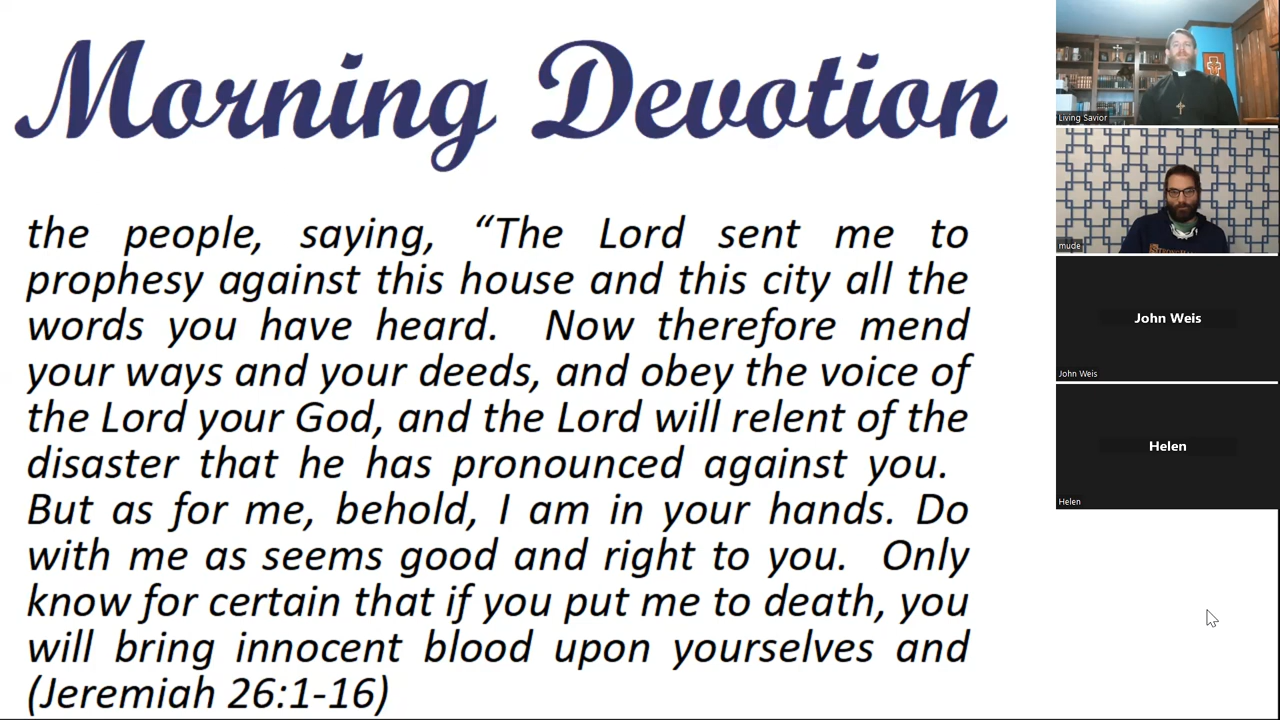 Morning Devotion
the people, saying, “The Lord sent me to
prophesy against this house and this city all the
words you have heard. Now therefore mend
your ways and your deeds, and obey the voice of
the Lord your God, and the Lord will relent of the
disaster that he has pronounced against you.
But as for me, behold, I am in your hands. Do
with me as seems good and right to you. Only
know for certain that if you put me to death, you
will bring innocent blood upon yourselves and
(Jeremiah 26:1-16)
Living Savior
mude
John Weis
John Weis
Helen
Helen